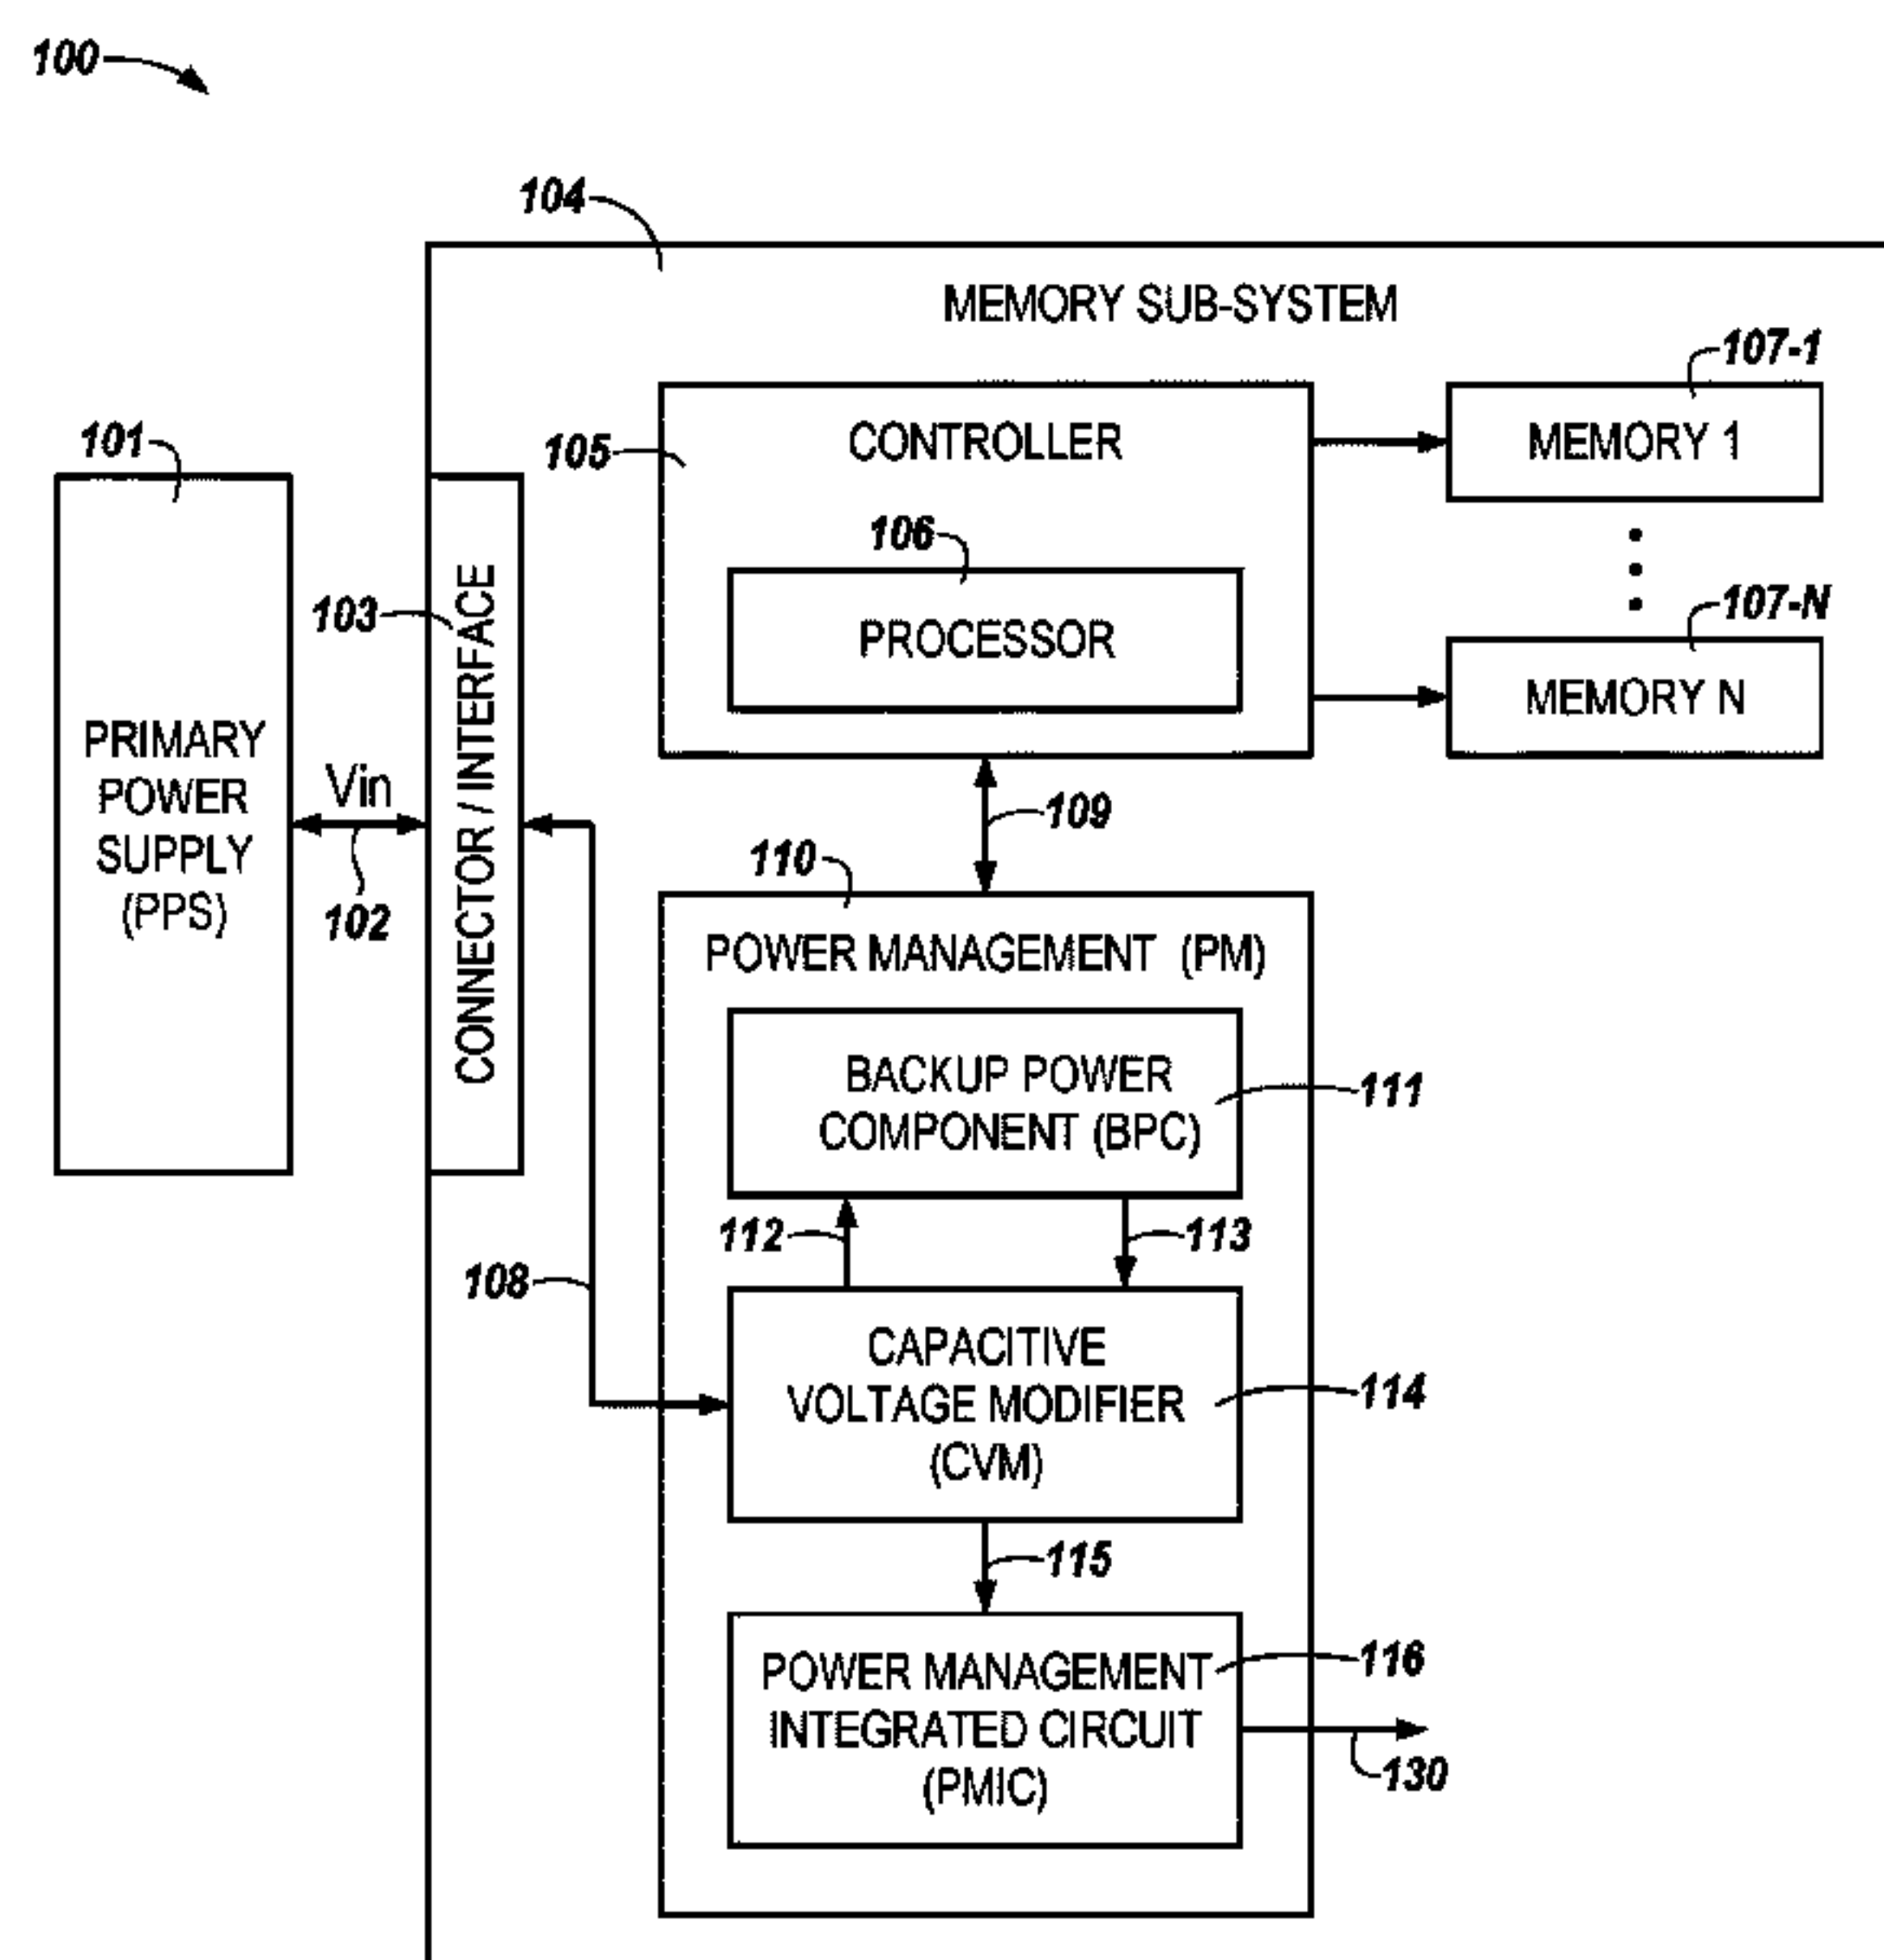 100
104
MEMORY SUB-SYSTEM
107-1
101
105
CONTROLLER
MEMORY 1
106
103
PROCESSOR
107-N
MEMORY N
CONNECTOR / INTERFACE
PRIMARY
POWER
SUPPLY
(PPS)
Vin
102
109
110
POWER MANAGEMENT (PM)
BACKUP POWER
COMPONENT (BPC)
111
112
113
108
CAPACITIVE
VOLTAGE MODIFIER
(CVM)
114
115
POWER MANAGEMENT
INTEGRATED CIRCUIT
(PMIC)
116
130